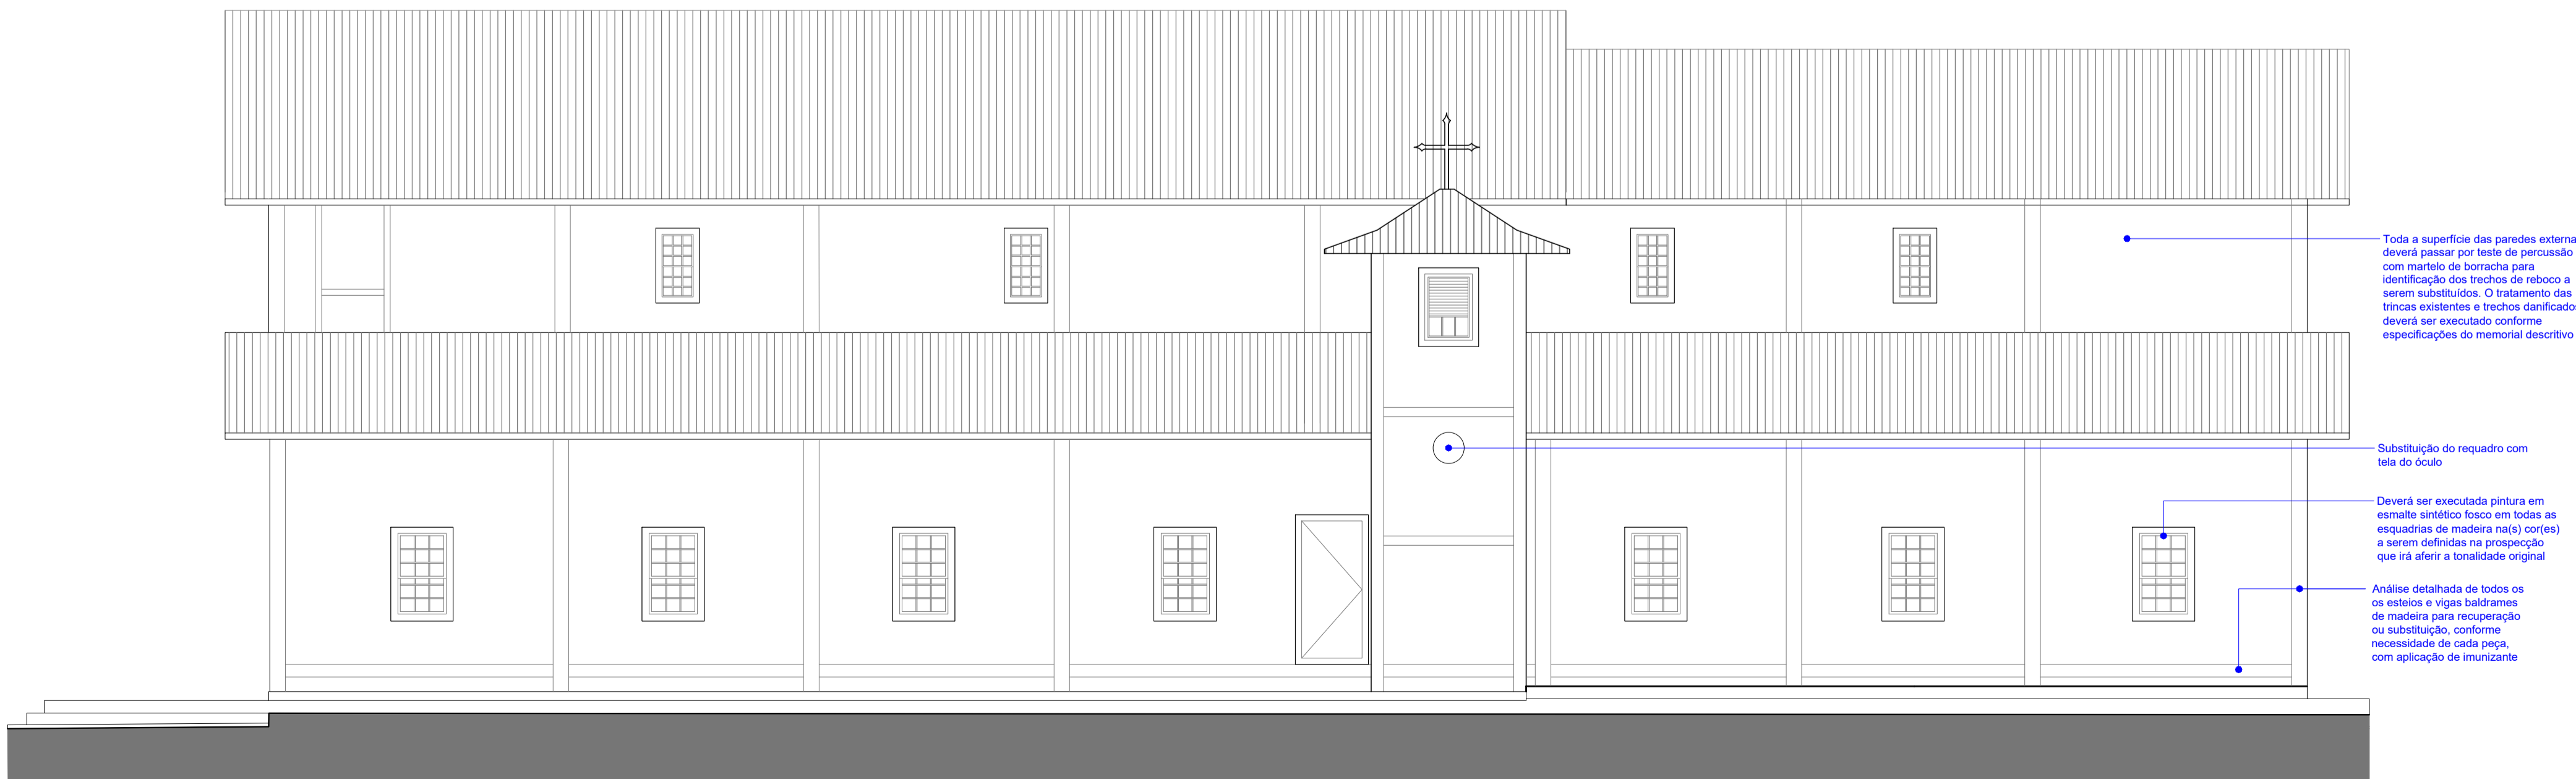 Toda a superfície das paredes externa
deverá passar por teste de percussão
com martelo de borracha para
identificação dos trechos de reboco a
serem substituídos. O tratamento das
trincas existentes e trechos danificados
deverá ser executado conforme
especificações do memorial descritivo
Substituição do requadro com
tela do óculo
Deverá ser executada pintura em
esmalte sintético fosco em todas as
esquadrias de madeira na(s) cor(es)
a serem definidas na prospecção
que irá aferir a tonalidade original
Análise detalhada de todos os
os esteios e vigas baldrames
de madeira para recuperação
ou substituição, conforme
necessidade de cada peça,
com aplicação de imunizante